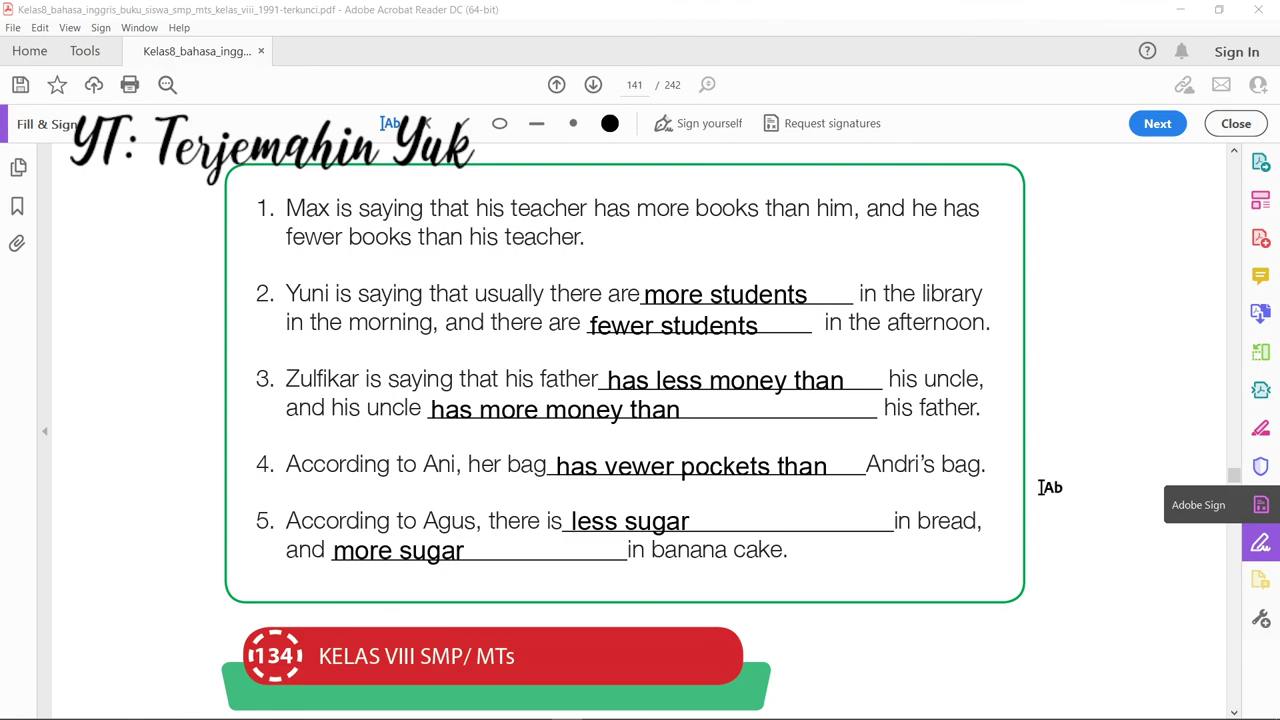 Kelas8_bahasa_inggris_buku_siswa_smp_mts_kelas_viii_1991-terkunci.pdf - Adobe Acrobat Reader DC (64-bit)
File Edit View Sign Window Help
Home Tools Kelas8_bahasa_ingg... × Sign In
141 / 242
Fill & Sign Ab Sign yourself Request signatures Next Close
YT: Terjemahin Yuk
1. Max is saying that his teacher has more books than him, and he has
fewer books than his teacher.
2. Yuni is saying that usually there are more students in the library
in the morning, and there are fewer students in the afternoon.
3. Zulfikar is saying that his father has less money than his uncle,
and his uncle has more money than his father.
4. According to Ani, her bag has vewer pockets than Andri's bag.
Ab
Adobe Sign
5. According to Agus, there is less sugar in bread,
and more sugar in banana cake.
134 KELAS VIII SMP/ MTs